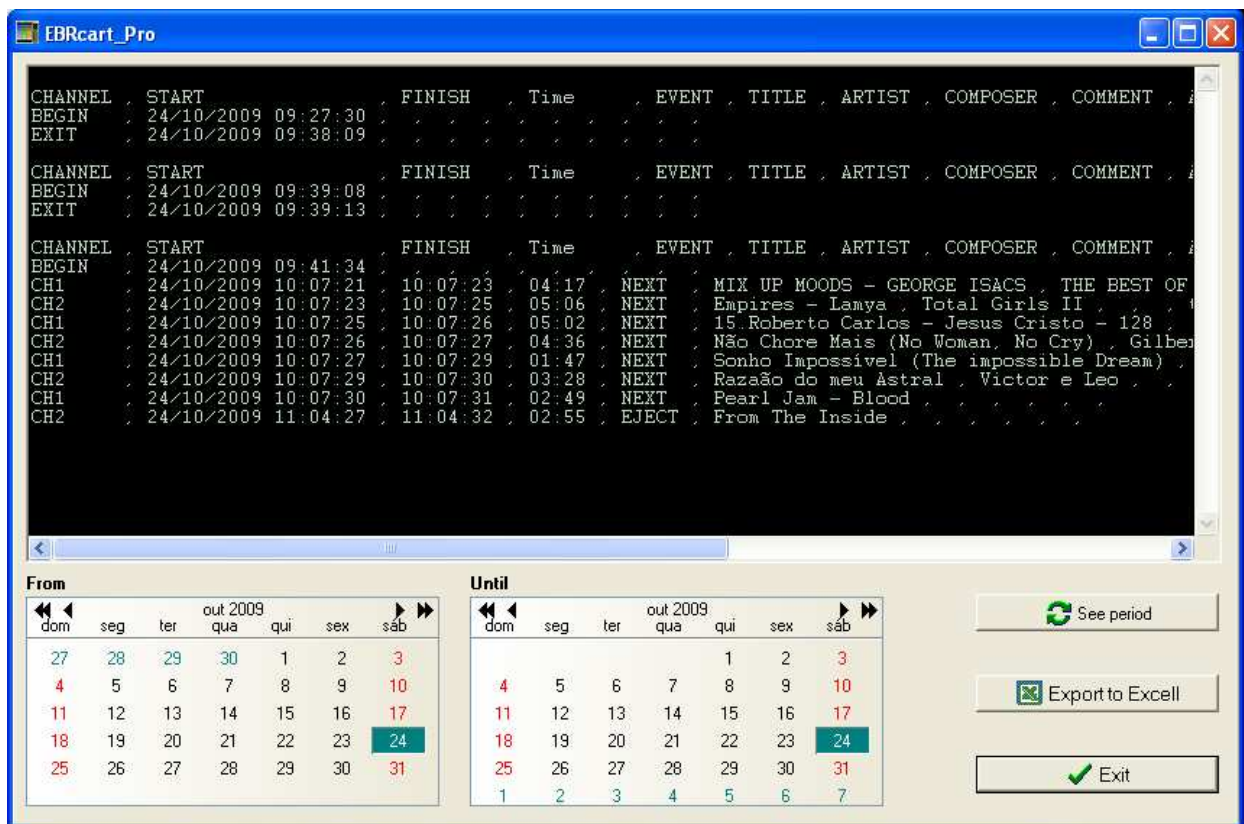 EBRcart_Pro
CHANNEL , START , FINISH , Time , EVENT , TITLE , ARTIST , COMPOSER , COMMENT ,
BEGIN , 24/10/2009 09:27:30 , , , , , , , , , ,
EXIT , 24/10/2009 09:38:09 , , , , , , , , , ,
CHANNEL , START , FINISH , Time , EVENT , TITLE , ARTIST , COMPOSER , COMMENT ,
BEGIN , 24/10/2009 09:39:08 , , , , , , , , , ,
EXIT , 24/10/2009 09:39:13 , , , , , , , , , ,
CHANNEL , START , FINISH , Time , EVENT , TITLE , ARTIST , COMPOSER , COMMENT ,
BEGIN , 24/10/2009 09:41:34 , , , , , , , , , ,
CH1 , 24/10/2009 10:07:21 , 10:07:23 , 04:17 , NEXT , MIX UP MOODS - GEORGE ISACS , THE BEST OF
CH2 , 24/10/2009 10:07:23 , 10:07:25 , 05:06 , NEXT , Empires - Lamya , Total Girls II , , ,
CH1 , 24/10/2009 10:07:25 , 10:07:26 , 05:02 , NEXT , 15.Roberto Carlos - Jesus Cristo - 128 ,
CH2 , 24/10/2009 10:07:26 , 10:07:27 , 04:36 , NEXT , Não Chore Mais (No Woman, No Cry) , Gilber
CH1 , 24/10/2009 10:07:27 , 10:07:29 , 01:47 , NEXT , Sonho Impossível (The impossible Dream) ,
CH2 , 24/10/2009 10:07:29 , 10:07:30 , 03:28 , NEXT , Razaão do meu Astral , Victor e Leo , ,
CH1 , 24/10/2009 10:07:30 , 10:07:31 , 02:49 , NEXT , Pearl Jam - Blood , , , , , ,
CH2 , 24/10/2009 11:04:27 , 11:04:32 , 02:55 , EJECT , From The Inside , , , , , ,
From
out 2009
dom seg ter qua qui sex sáb
27 28 29 30 1 2 3
4 5 6 7 8 9 10
11 12 13 14 15 16 17
18 19 20 21 22 23 24
25 26 27 28 29 30 31
Until
out 2009
dom seg ter qua qui sex sáb
1 2 3
4 5 6 7 8 9 10
11 12 13 14 15 16 17
18 19 20 21 22 23 24
25 26 27 28 29 30 31
1 2 3 4 5 6 7
See period
Export to Excell
Exit